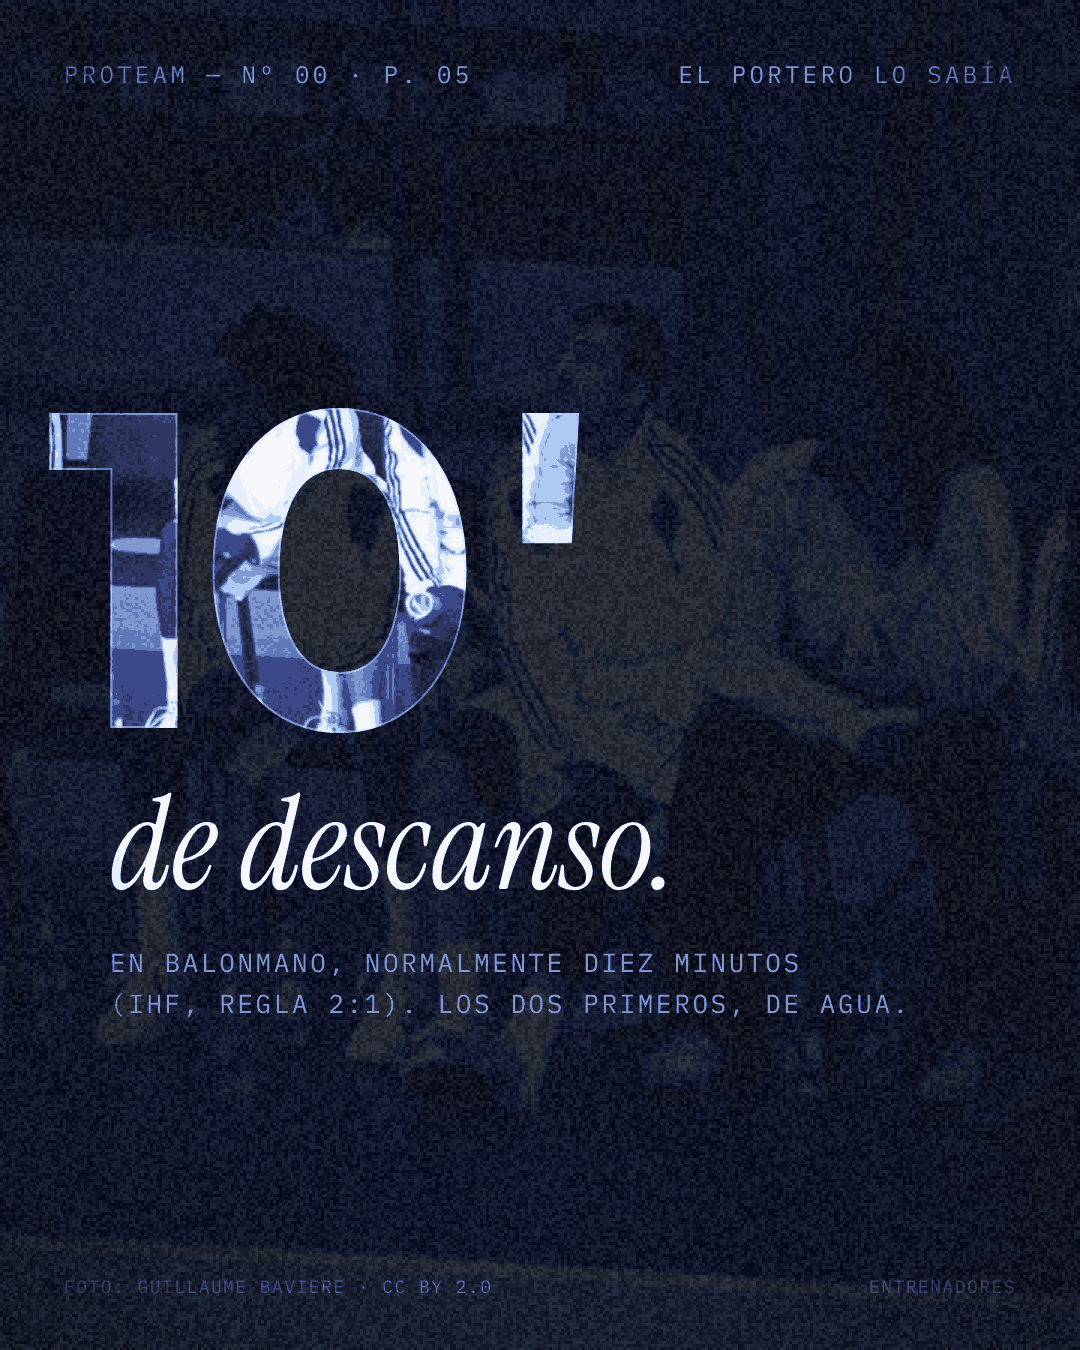 PROTEAM — Nº 00 · P. 05
EL PORTERO LO SABÍA
10'
de descanso.
EN BALONMANO, NORMALMENTE DIEZ MINUTOS
(IHF, REGLA 2:1). LOS DOS PRIMEROS, DE AGUA.
FOTO: GUILLAUME BAVIERE · CC BY 2.0
ENTRENADORES